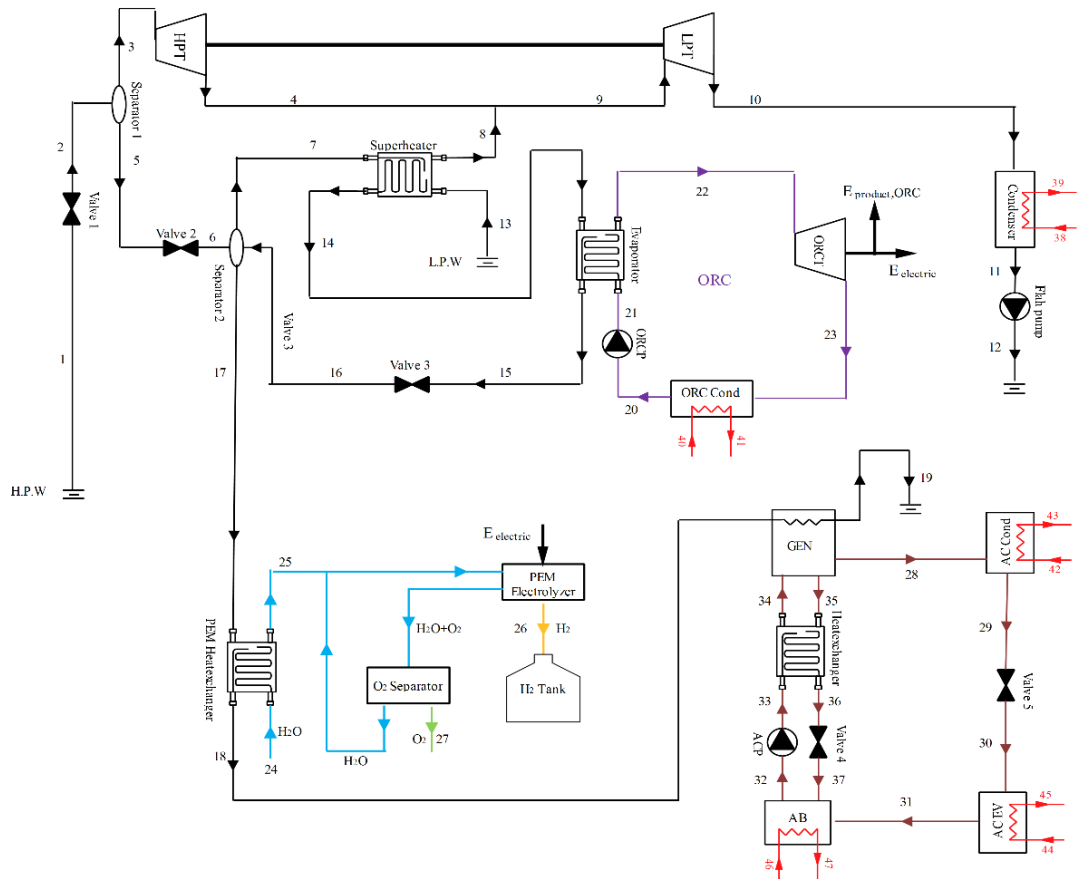 3
HPT
LPT
4
9
10
Separator 1
2
5
7
Superheater
8
22
E product,ORC
Valve 1
Valve 2
6
14
13
L.P.W
Evaporator
ORCT
E electric
Condenser
39
38
11
Separator 2
ORC
21
ORCP
23
Flah pump
12
1
17
Valve 3
16
Valve 3
15
20
ORC Cond
40
41
H.P.W
19
GEN
28
AC Cond
43
42
E electric
25
PEM
Electrolyzer
34
35
H2O+O2
26
H2
Heatexchanger
29
PEM Heatexchanger
O2 Separator
H2 Tank
33
36
Valve 5
H2O
O2
27
ACP
Valve 4
30
18
24
H2O
32
37
AB
31
AC EV
45
44
46
47